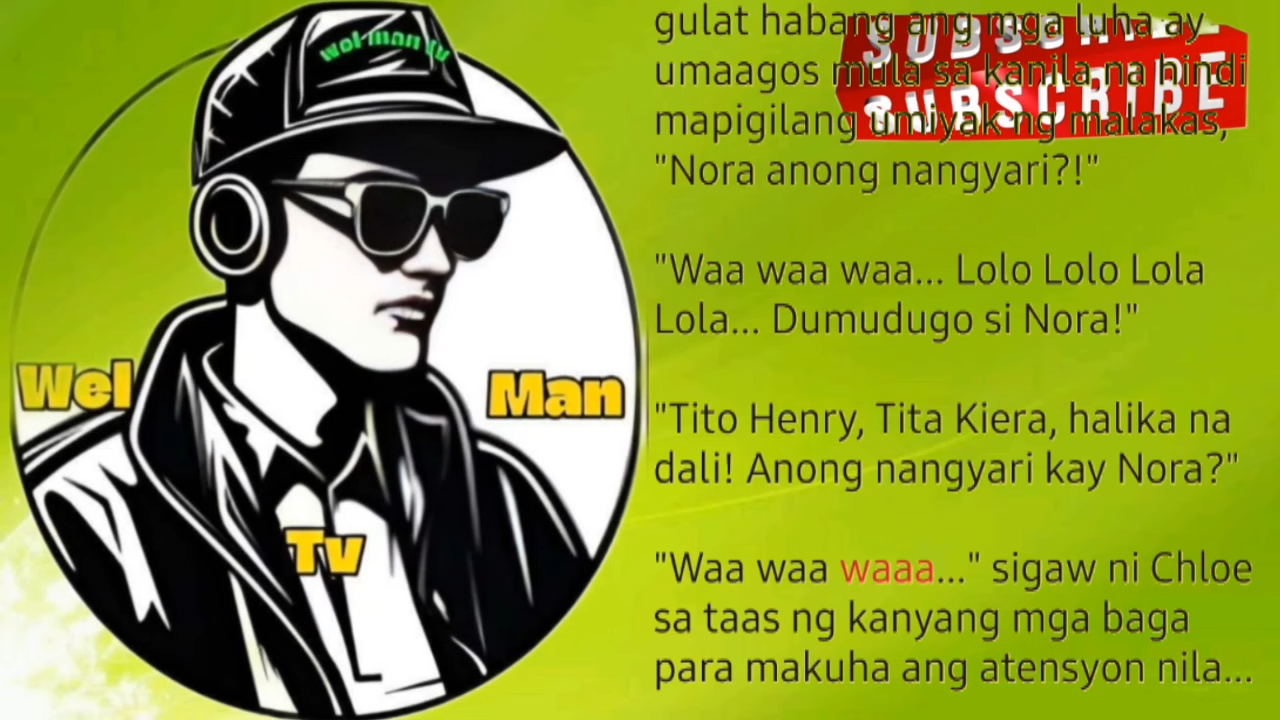 wel man tv
Wel
Man
Tv
SUBSCRIBE
SUBSCRIBE
gulat habang ang mga luha ay
umaagos mula sa kanila na hindi
mapigilang umiyak ng malakas,
"Nora anong nangyari?!"
"Waa waa waa... Lolo Lolo Lola
Lola... Dumudugo si Nora!"
"Tito Henry, Tita Kiera, halika na
dali! Anong nangyari kay Nora?"
"Waa waa waaa..." sigaw ni Chloe
sa taas ng kanyang mga baga
para makuha ang atensyon nila...